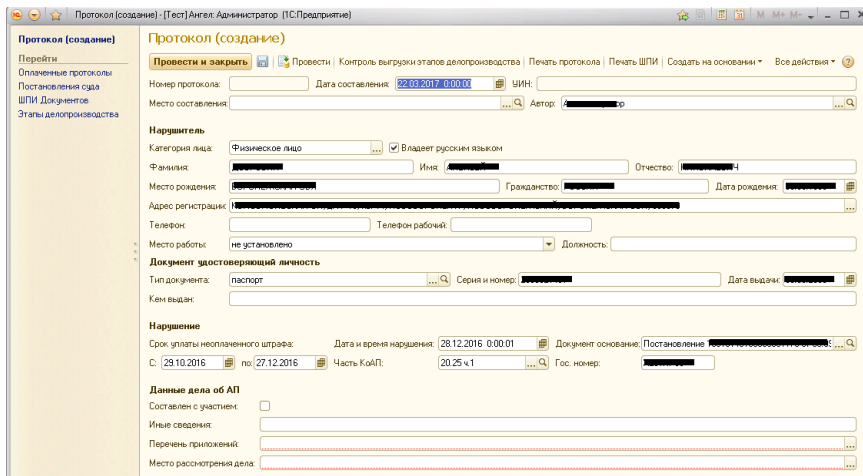 Протокол (создание) - [Тест] Ангел: Администратор (1С:Предприятие)
M M+ M-
Протокол (создание)
Перейти
Оплаченные протоколы
Постановления суда
ШПИ Документов
Этапы делопроизводства
Протокол (создание)
Провести и закрыть Провести Контроль выгрузки этапов делопроизводства Печать протокола Печать ШПИ Создать на основании Все действия
Номер протокола: Дата составления: 22.03.2017 0:00:00 УИН:
Место составления: Автор:
Нарушитель
Категория лица: Физическое лицо Владеет русским языком
Фамилия: Имя: Отчество:
Место рождения: Гражданство: Дата рождения:
Адрес регистрации:
Телефон: Телефон рабочий:
Место работы: не установлено Должность:
Документ удостоверяющий личность
Тип документа: паспорт Серия и номер: Дата выдачи:
Кем выдан:
Нарушение
Срок уплаты неоплаченного штрафа: Дата и время нарушения: 28.12.2016 0:00:01 Документ основание: Постановление
С: 29.10.2016 по: 27.12.2016 Часть КоАП: 20.25 ч.1 Гос. номер:
Данные дела об АП
Составлен с участием:
Иные сведения:
Перечень приложений:
Место рассмотрения дела: